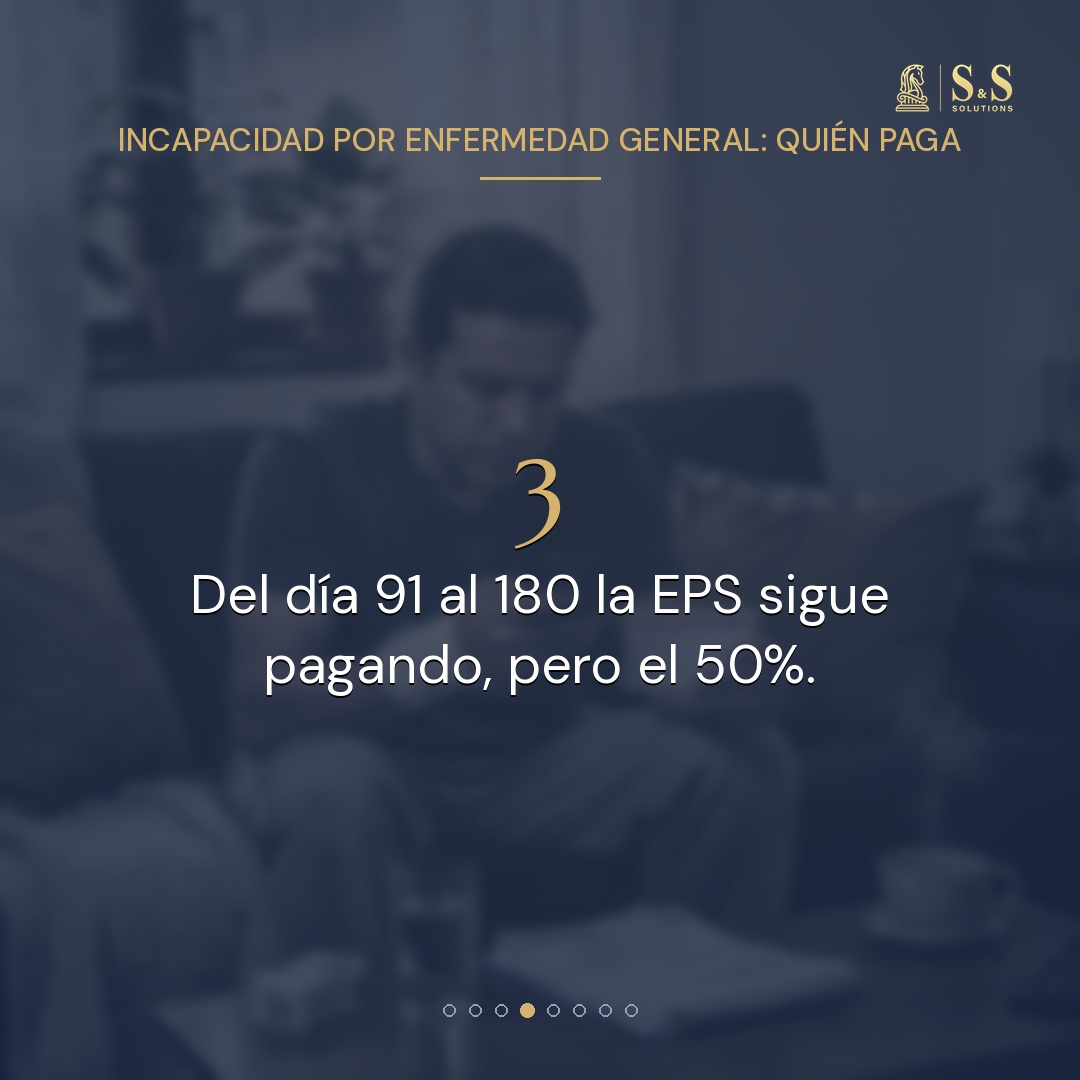 S&S
SOLUTIONS
INCAPACIDAD POR ENFERMEDAD GENERAL: QUIÉN PAGA
3
Del día 91 al 180 la EPS sigue
pagando, pero el 50%.